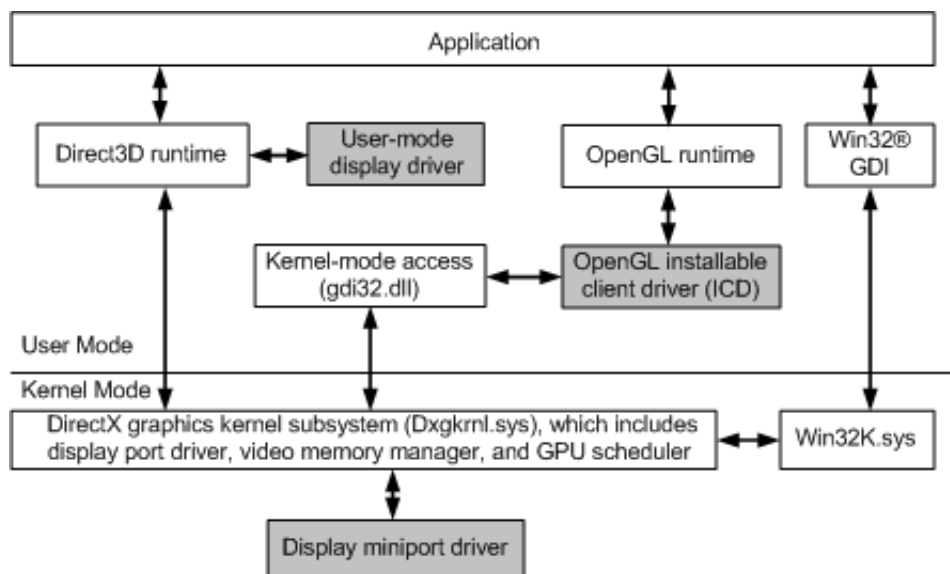 Application
Direct3D runtime
User-mode
display driver
OpenGL runtime
Win32®
GDI
Kernel-mode access
(gdi32.dll)
OpenGL installable
client driver (ICD)
User Mode
Kernel Mode
DirectX graphics kernel subsystem (Dxgkrnl.sys), which includes
display port driver, video memory manager, and GPU scheduler
Win32K.sys
Display miniport driver